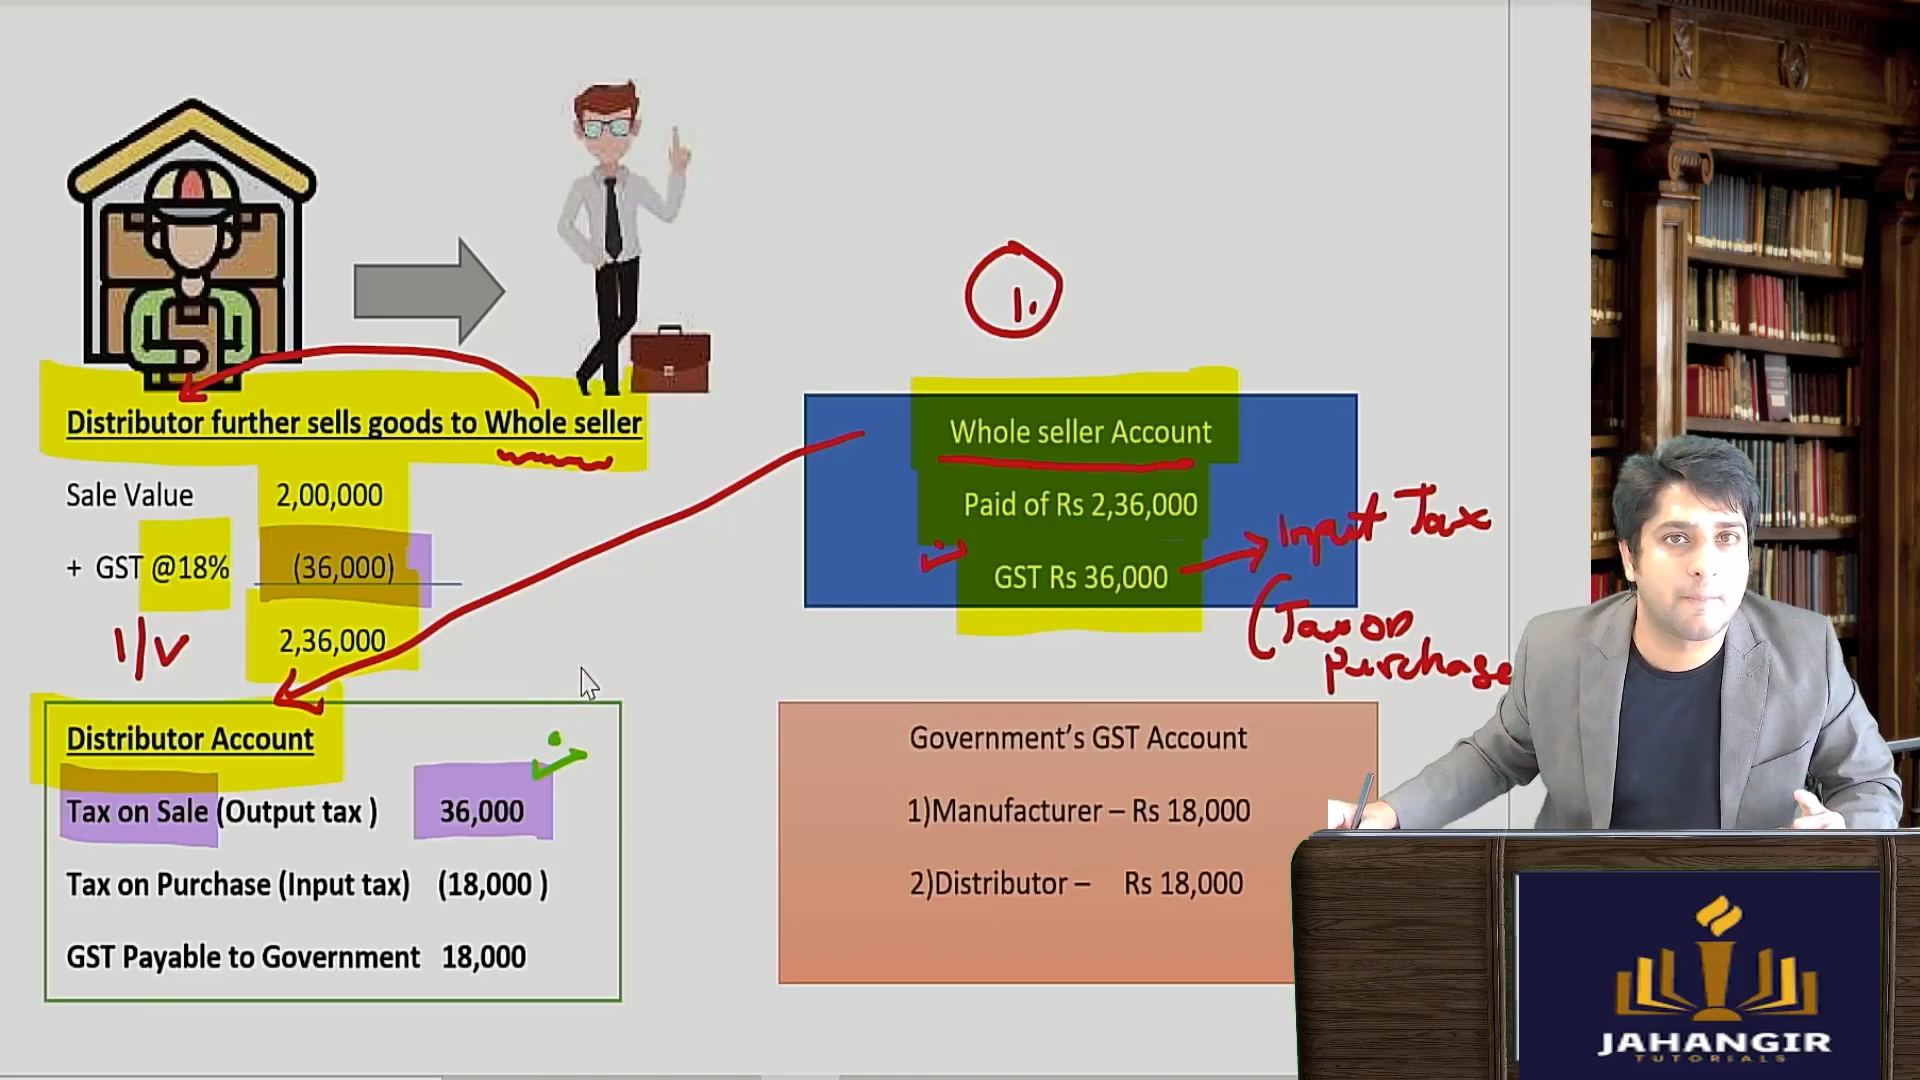 1.
Distributor further sells goods to Whole seller
Sale Value 2,00,000
+ GST @18% (36,000)
I/V 2,36,000
Whole seller Account
Paid of Rs 2,36,000
GST Rs 36,000
Input Tax
(Tax on
purchase
Distributor Account
Tax on Sale (Output tax ) 36,000
Tax on Purchase (Input tax) (18,000 )
GST Payable to Government 18,000
Government's GST Account
1)Manufacturer – Rs 18,000
2)Distributor – Rs 18,000
JAHANGIR
TUTORIALS